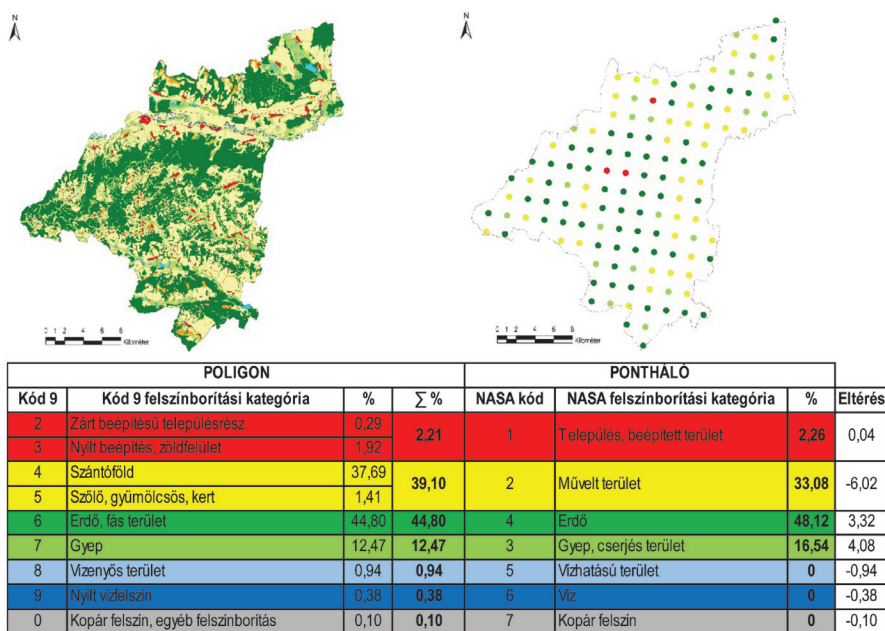 N
N
0 1 2 4 6 8
Kilométer
0 1 2 4 6 8
Kilométer
POLIGON PONTHÁLÓ
Kód 9 Kód 9 felszínborítási kategória % ∑ % NASA kód NASA felszínborítási kategória % Eltérés
2 Zárt beépítésű településrész 0,29 2,21 1 Település, beépített terület 2,26 0,04
3 Nyílt beépítés, zöldfelület 1,92
4 Szántóföld 37,69 39,10 2 Művelt terület 33,08 -6,02
5 Szőlő, gyümölcsös, kert 1,41
6 Erdő, fás terület 44,80 44,80 4 Erdő 48,12 3,32
7 Gyep 12,47 12,47 3 Gyep, cserjés terület 16,54 4,08
8 Vizenyős terület 0,94 0,94 5 Vízhatású terület 0 -0,94
9 Nyílt vízfelszín 0,38 0,38 6 Víz 0 -0,38
0 Kopár felszín, egyéb felszínborítás 0,10 0,10 7 Kopár felszín 0 -0,10